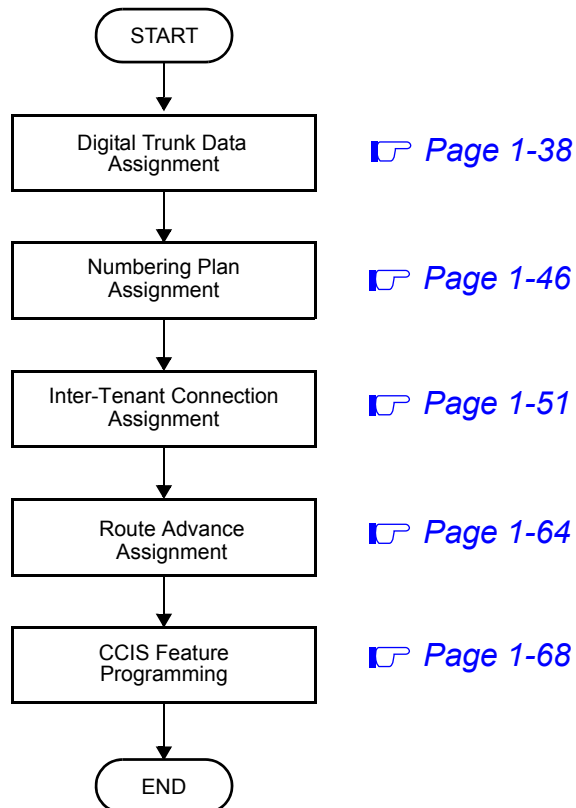 START
Digital Trunk Data
Assignment
Page 1-38
Numbering Plan
Assignment
Page 1-46
Inter-Tenant Connection
Assignment
Page 1-51
Route Advance
Assignment
Page 1-64
CCIS Feature
Programming
Page 1-68
END